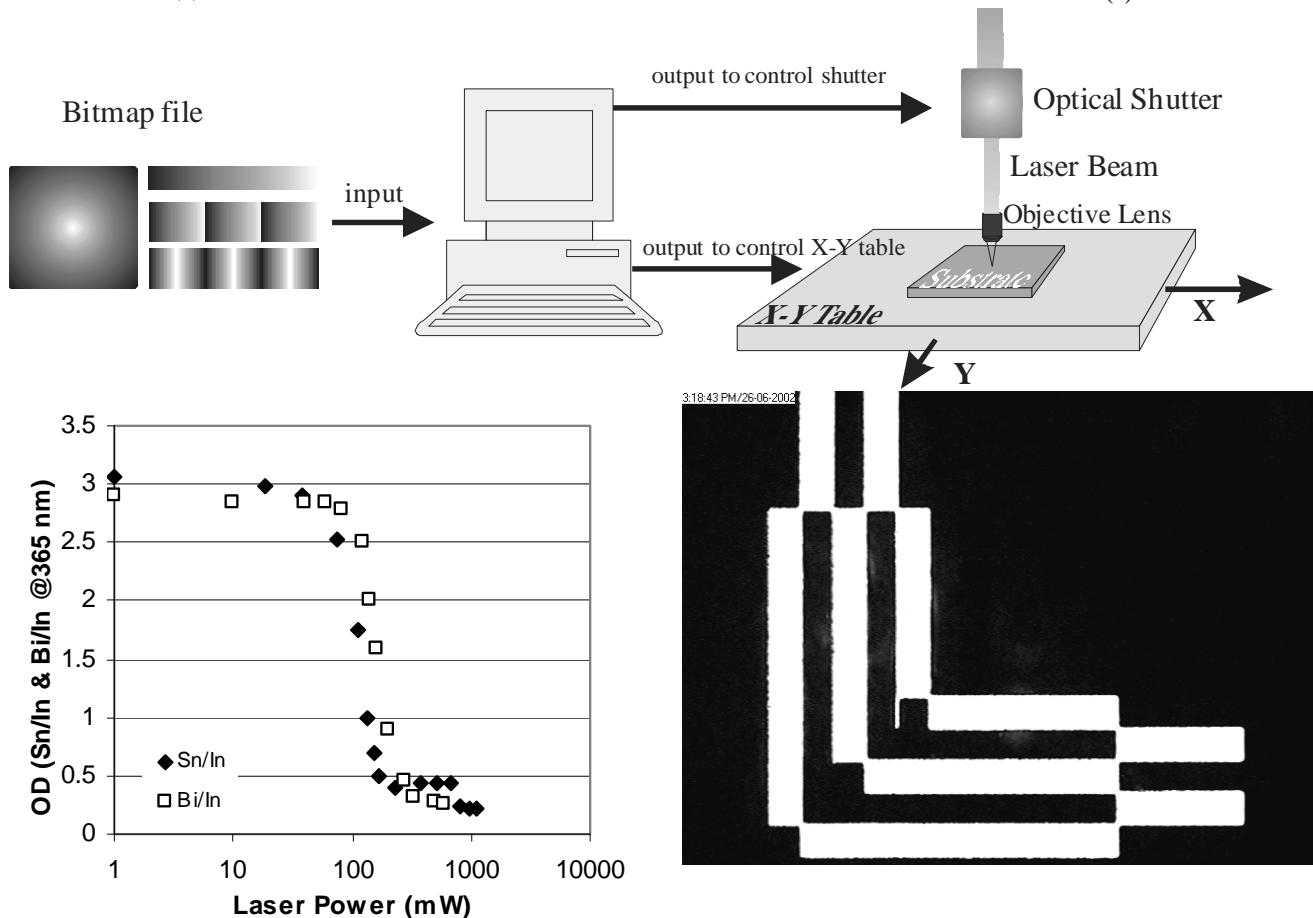 output to control shutter
Bitmap file
Optical Shutter
Laser Beam
input
Objective Lens
output to control X-Y table
Substrate
X-Y Table
X
Y
3:18:43 PM/26-06-2002
3.5
3
2.5
2
1.5
1
0.5
0
OD (Sn/In & Bi/In @365 nm)
Sn/In
Bi/In
1
10
100
1000
10000
Laser Power (mW)